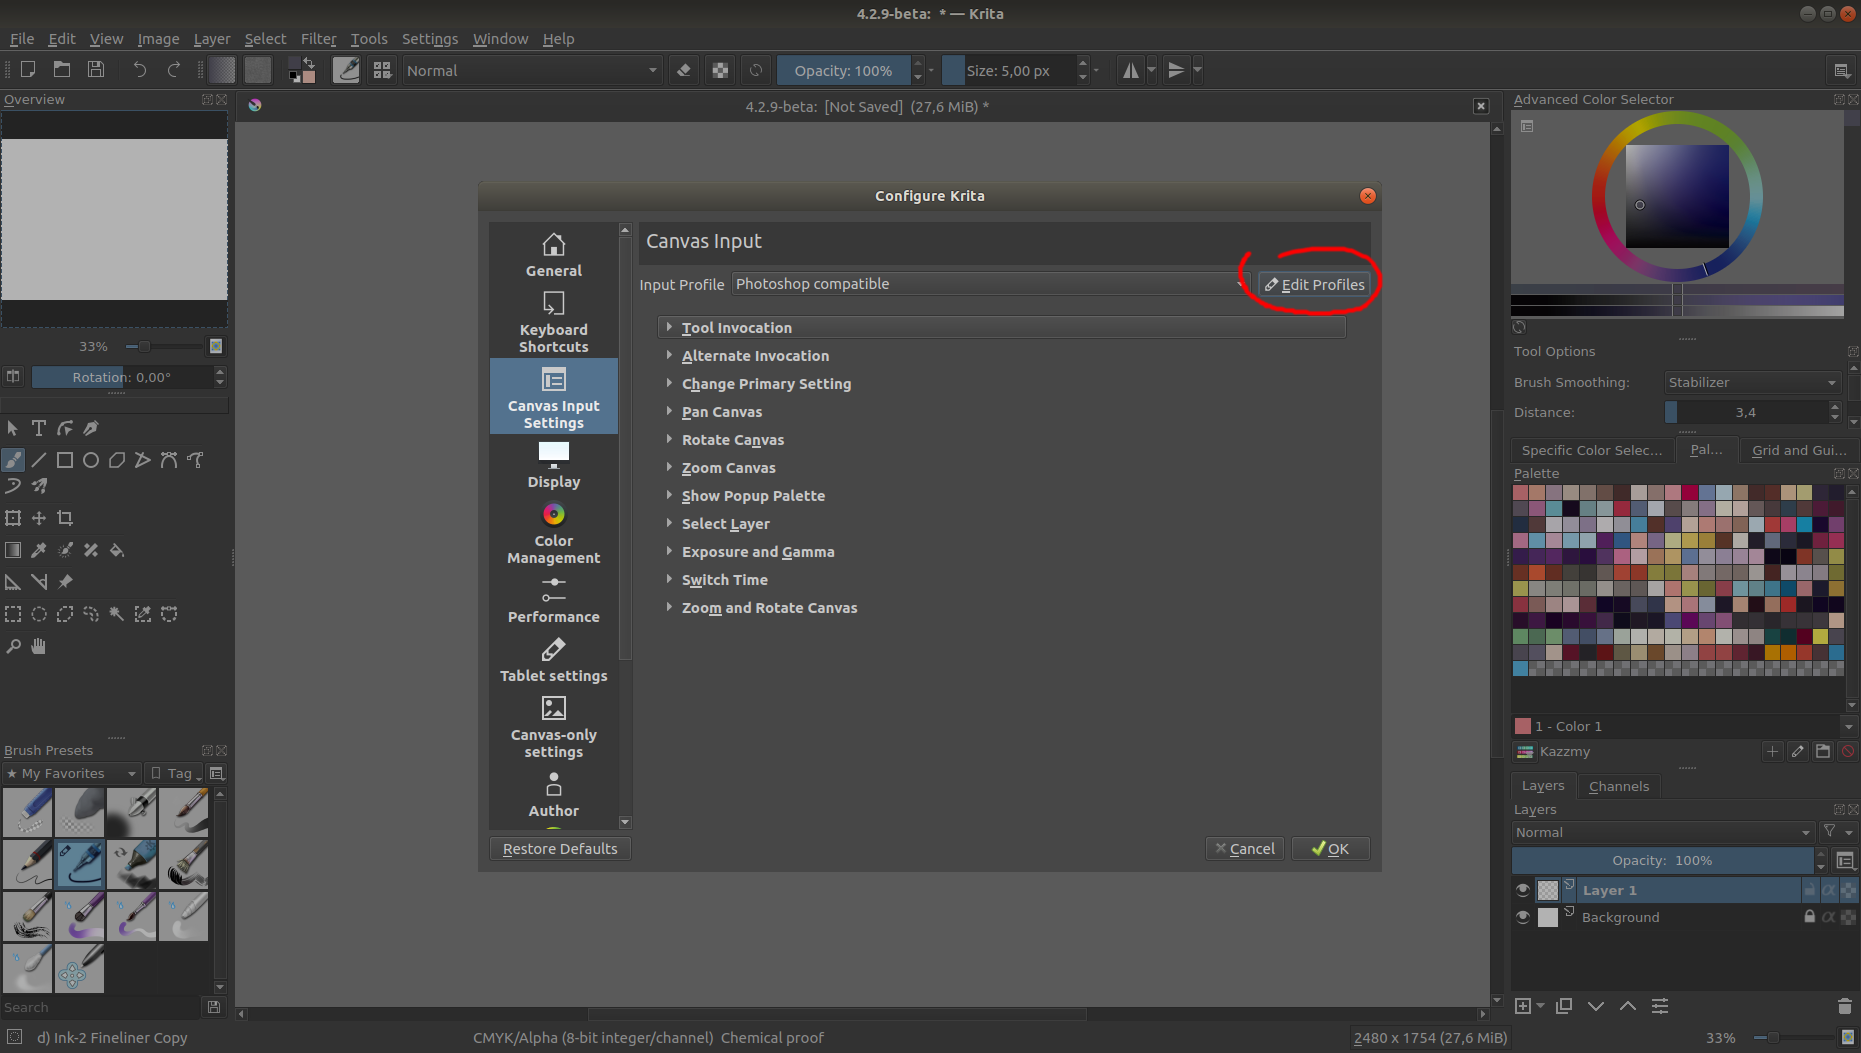 4.2.9-beta:  * — Krita
File Edit View Image Layer Select Filter Tools Settings Window Help
Normal Opacity: 100% Size: 5,00 px
Overview
4.2.9-beta:  [Not Saved]  (27,6 MiB) *
Advanced Color Selector
Configure Krita
Canvas Input
Input Profile Photoshop compatible Edit Profiles
General
Keyboard
Shortcuts
Canvas Input
Settings
Display
Color
Management
Performance
Tablet settings
Canvas-only
settings
Author
Tool Invocation
Alternate Invocation
Change Primary Setting
Pan Canvas
Rotate Canvas
Zoom Canvas
Show Popup Palette
Select Layer
Exposure and Gamma
Switch Time
Zoom and Rotate Canvas
Restore Defaults Cancel OK
33%
Rotation: 0,00°
Tool Options
Brush Smoothing: Stabilizer
Distance: 3,4
Specific Color Selec... Pal... Grid and Gui...
Palette
1 - Color 1
Kazzmy
Layers Channels
Layers
Normal
Opacity:  100%
Layer 1
Background
Brush Presets
★ My Favorites Tag
Search
d) Ink-2 Fineliner Copy CMYK/Alpha (8-bit integer/channel)  Chemical proof 2480 x 1754 (27,6 MiB) 33%